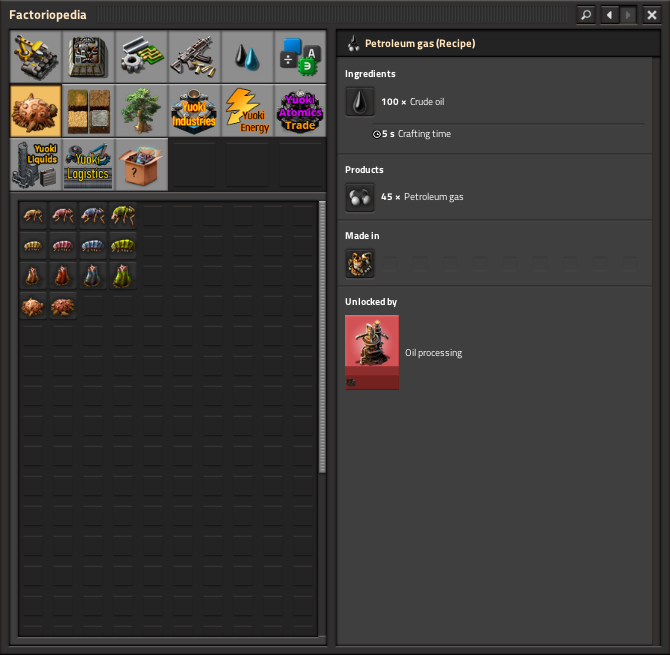 Factoriopedia
A
Yuoki
Industries
Yuoki
Energy
Yuoki
Atomics
Trade
Yuoki
Liquids
Yuoki
Logistics
?
Petroleum gas (Recipe)
Ingredients
100 × Crude oil
5 s Crafting time
Products
45 × Petroleum gas
Made in
Unlocked by
Oil processing